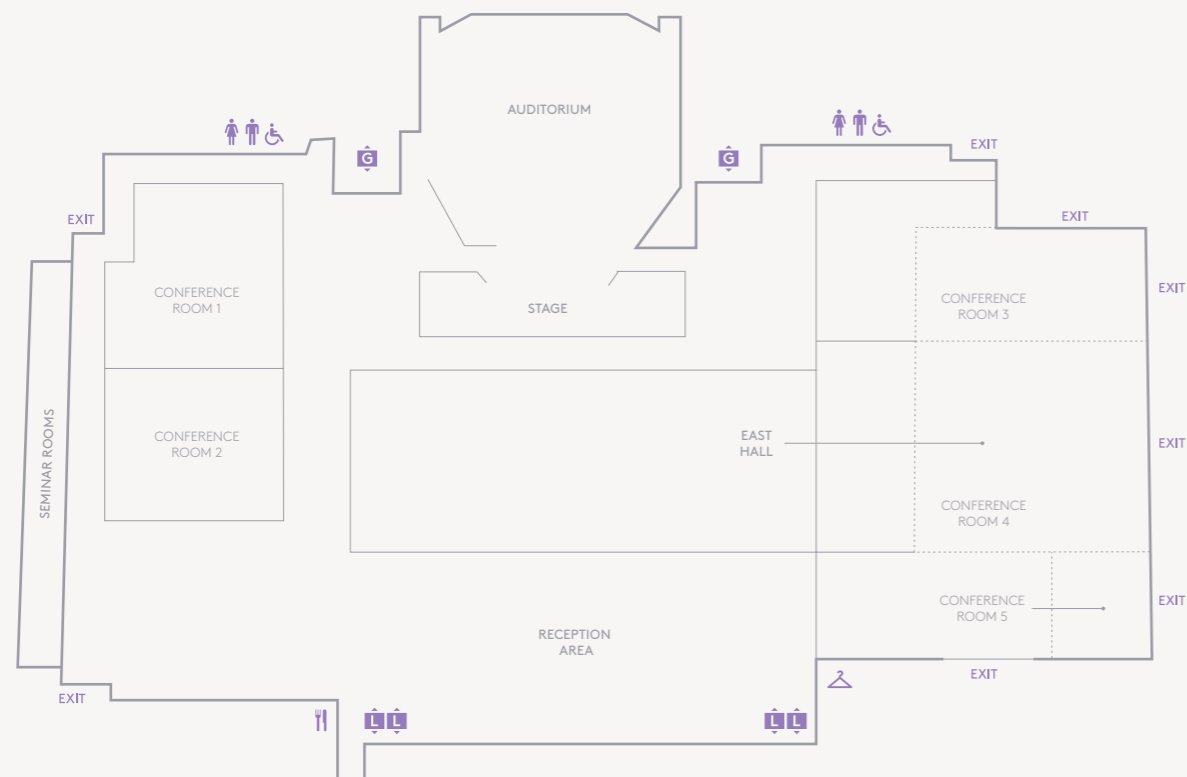 AUDITORIUM
G
G
EXIT
EXIT
EXIT
EXIT
CONFERENCE
ROOM 1
STAGE
CONFERENCE
ROOM 3
SEMINAR ROOMS
CONFERENCE
ROOM 2
EAST
HALL
EXIT
CONFERENCE
ROOM 4
CONFERENCE
ROOM 5
EXIT
RECEPTION
AREA
EXIT
EXIT
L L
L L